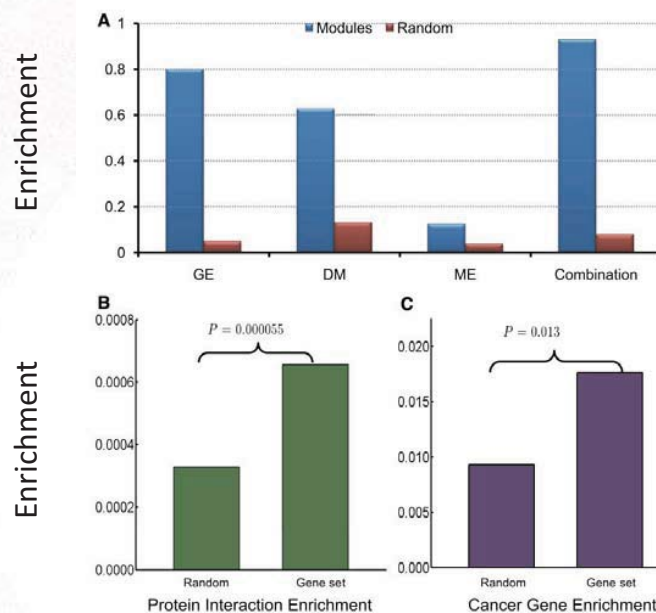 Enrichment
A
Modules Random
1
0.8
0.6
0.4
0.2
0
GE DM ME Combination
Enrichment
B
0.0008
0.0006
0.0004
0.0002
0.0000
P = 0.000055
Random Gene set
Protein Interaction Enrichment
C
0.020
0.015
0.010
0.005
0.000
P = 0.013
Random Gene set
Cancer Gene Enrichment